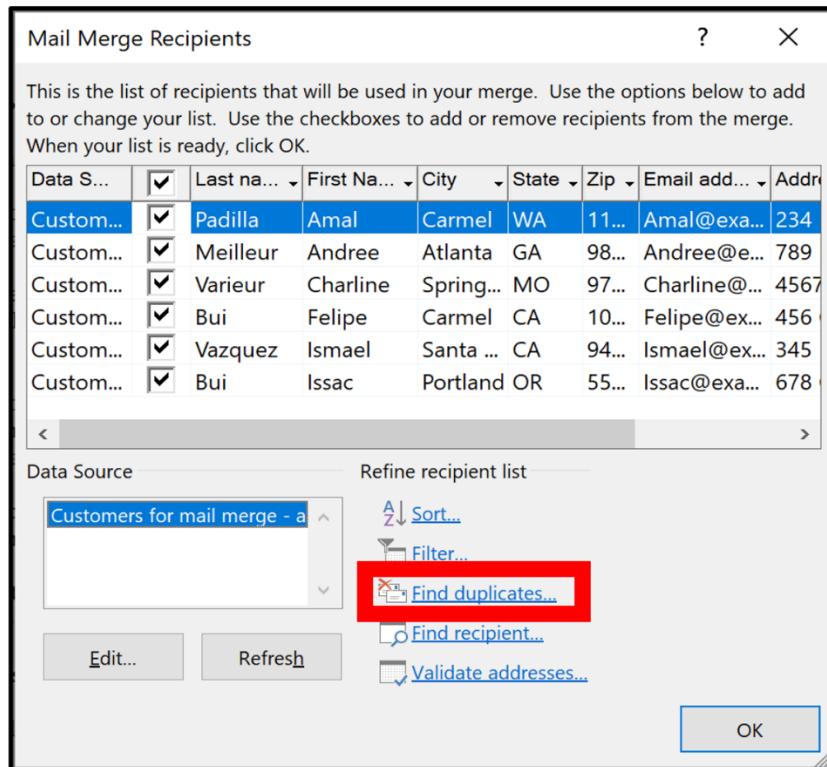 Mail Merge Recipients ? ×
This is the list of recipients that will be used in your merge. Use the options below to add
to or change your list. Use the checkboxes to add or remove recipients from the merge.
When your list is ready, click OK.
Data S... Last na... First Na... City State Zip Email add... Addre
Custom... Padilla Amal Carmel WA 11... Amal@exa... 234
Custom... Meilleur Andree Atlanta GA 98... Andree@e... 789
Custom... Varieur Charline Spring... MO 97... Charline@... 4567
Custom... Bui Felipe Carmel CA 10... Felipe@ex... 456
Custom... Vazquez Ismael Santa ... CA 94... Ismael@ex... 345
Custom... Bui Issac Portland OR 55... Issac@exa... 678
Data Source
Customers for mail merge - a
Edit... Refresh
Refine recipient list
Sort...
Filter...
Find duplicates...
Find recipient...
Validate addresses...
OK